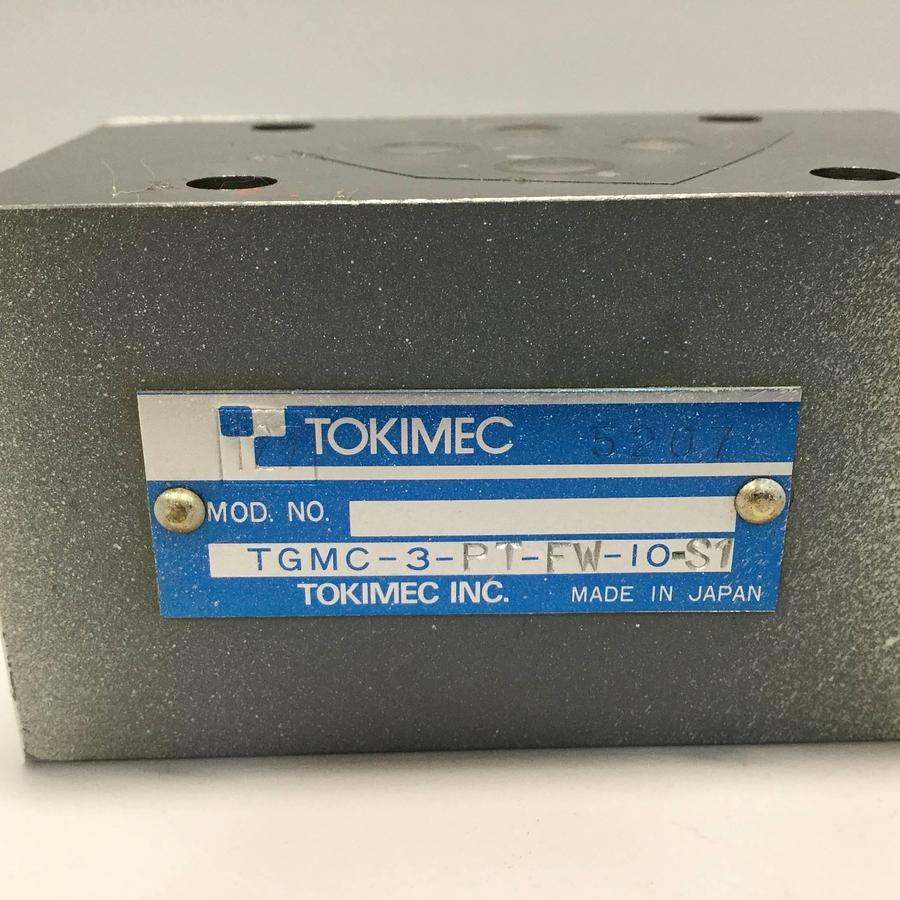 TOKIMEC 5207
MOD. NO.
TGMC-3-PT-FW-10-S1
TOKIMEC INC. MADE IN JAPAN